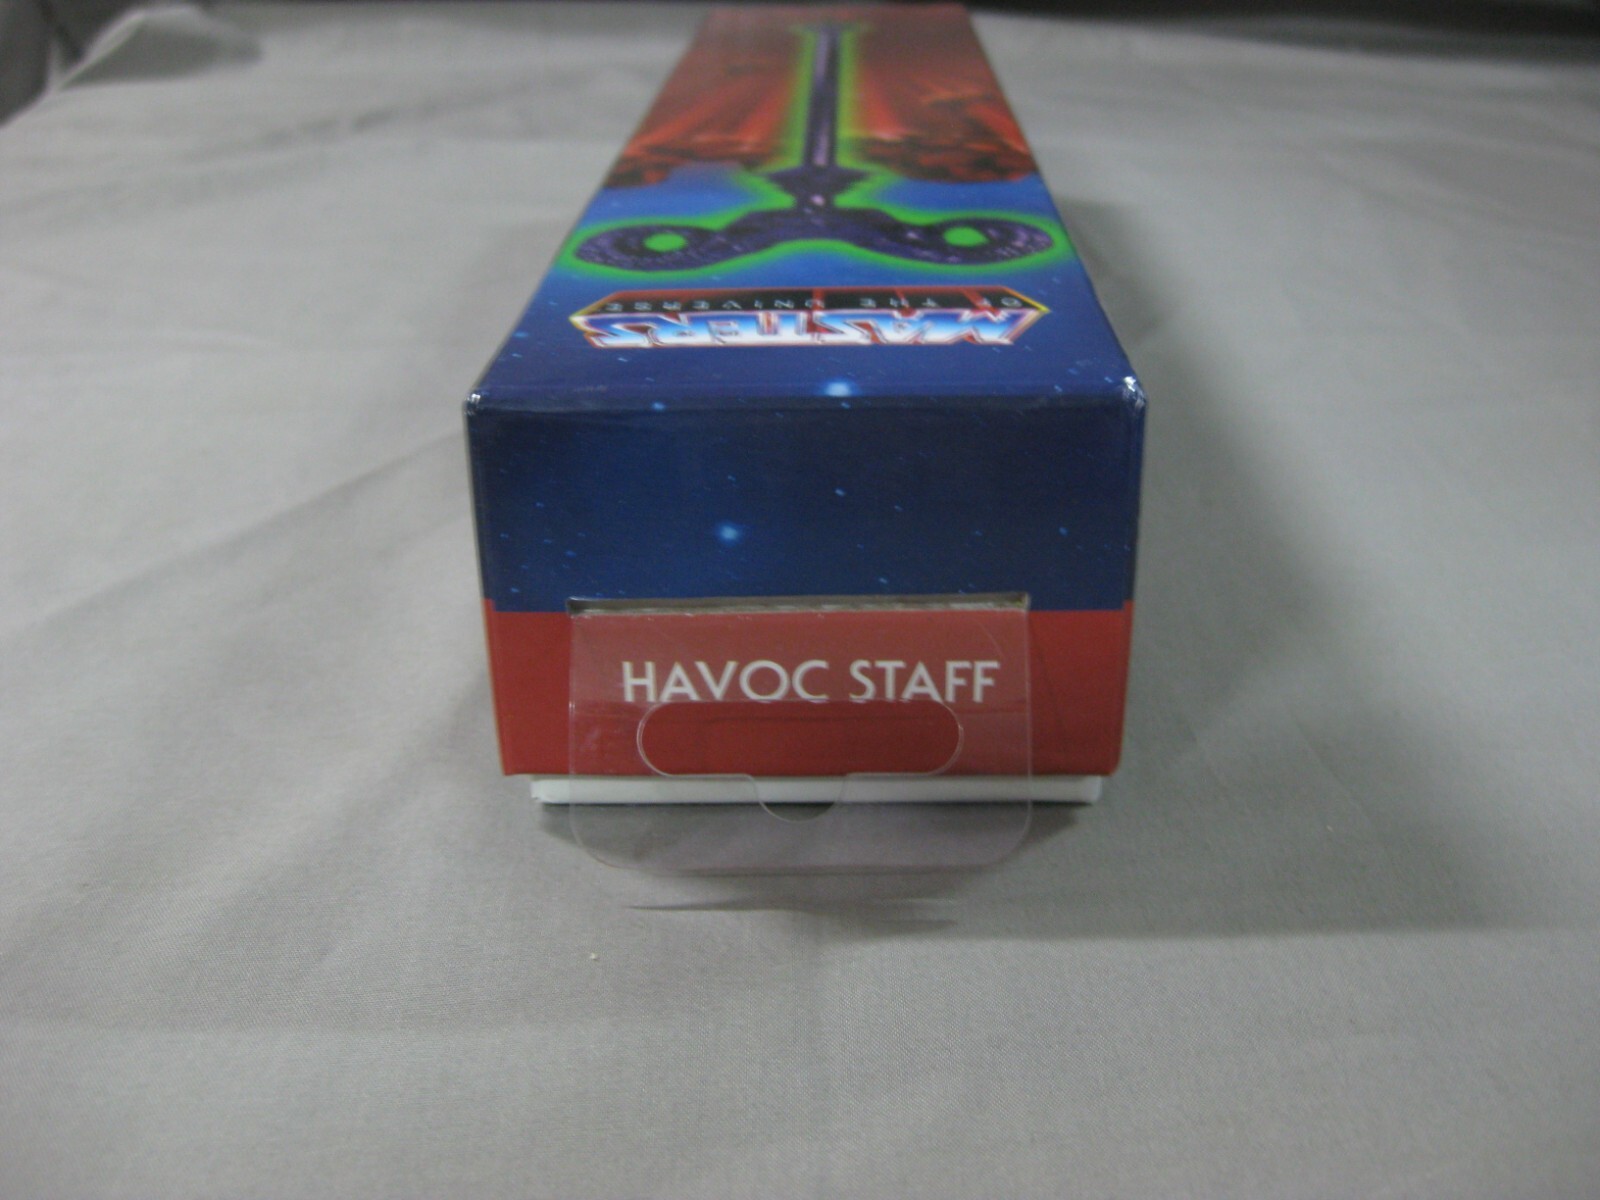 MASTERS
OF THE UNIVERSE
HAVOC STAFF